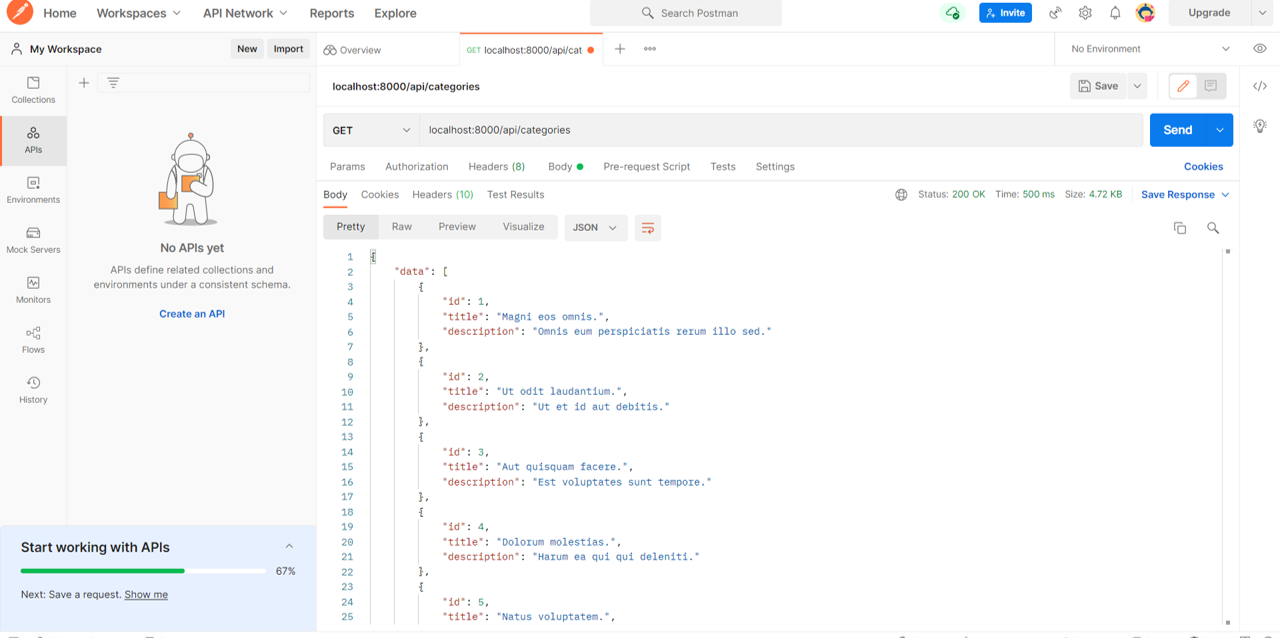 Home Workspaces API Network Reports Explore Search Postman Invite Upgrade
My Workspace New Import Overview GET localhost:8000/api/cat No Environment
localhost:8000/api/categories Save
Collections
APIs
Environments
Mock Servers
Monitors
Flows
History
No APIs yet
APIs define related collections and
environments under a consistent schema.
Create an API
Start working with APIs
67%
Next: Save a request. Show me
GET localhost:8000/api/categories Send
Params Authorization Headers (8) Body Pre-request Script Tests Settings Cookies
Body Cookies Headers (10) Test Results Status: 200 OK Time: 500 ms Size: 4.72 KB Save Response
Pretty Raw Preview Visualize JSON
1 {
2 "data": [
3 {
4 "id": 1,
5 "title": "Magni eos omnis.",
6 "description": "Omnis eum perspiciatis rerum illo sed."
7 },
8 {
9 "id": 2,
10 "title": "Ut odit laudantium.",
11 "description": "Ut et id aut debitis."
12 },
13 {
14 "id": 3,
15 "title": "Aut quisquam facere.",
16 "description": "Est voluptates sunt tempore."
17 },
18 {
19 "id": 4,
20 "title": "Dolorum molestias.",
21 "description": "Harum ea qui qui deleniti."
22 },
23 {
24 "id": 5,
25 "title": "Natus voluptatem.",